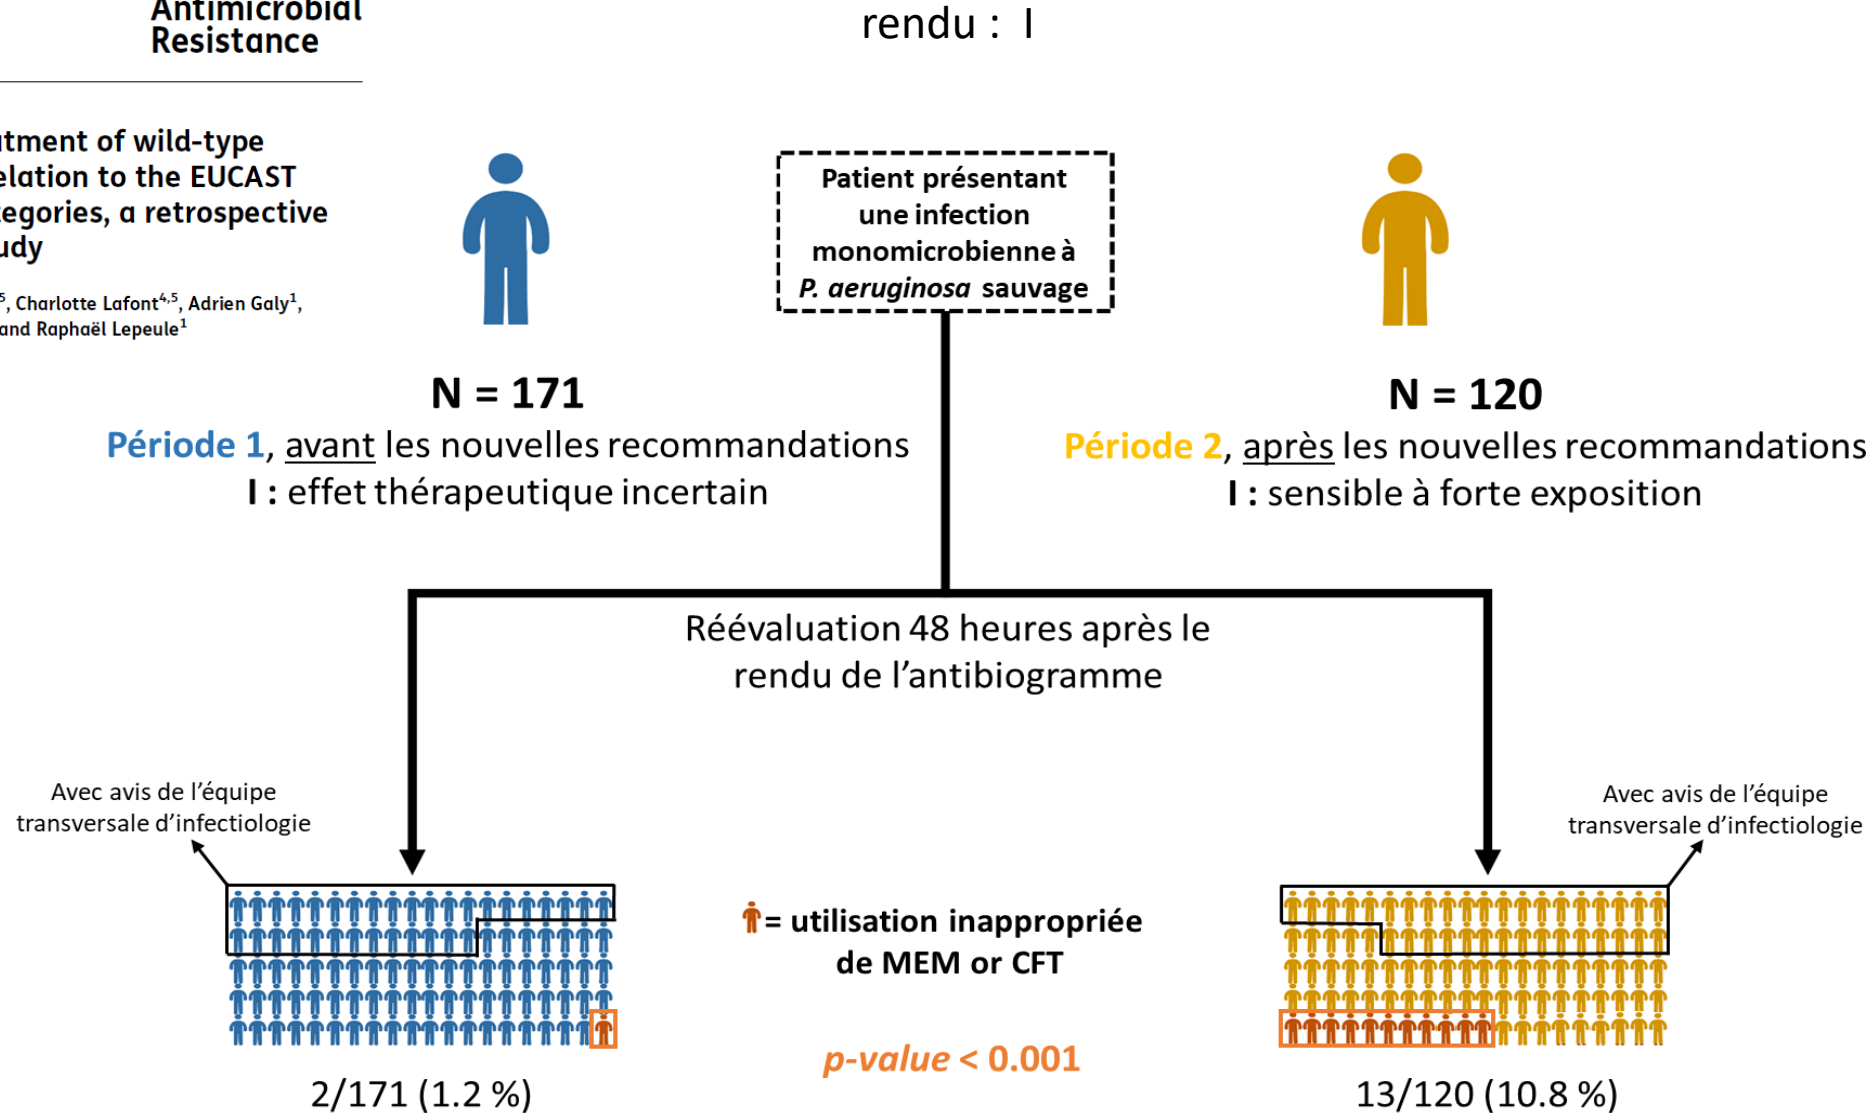 Antimicrobial
Resistance
rendu : I
tment of wild-type
elation to the EUCAST
tegories, a retrospective
udy
5, Charlotte Lafont4,5, Adrien Galy1,
and Raphaël Lepeule1
Patient présentant
une infection
monomicrobienne à
P. aeruginosa sauvage
N = 171
Période 1, avant les nouvelles recommandations
I : effet thérapeutique incertain
N = 120
Période 2, après les nouvelles recommandations
I : sensible à forte exposition
Réévaluation 48 heures après le
rendu de l’antibiogramme
Avec avis de l’équipe
transversale d’infectiologie
Avec avis de l’équipe
transversale d’infectiologie
= utilisation inappropriée
de MEM or CFT
p-value < 0.001
2/171 (1.2 %)
13/120 (10.8 %)